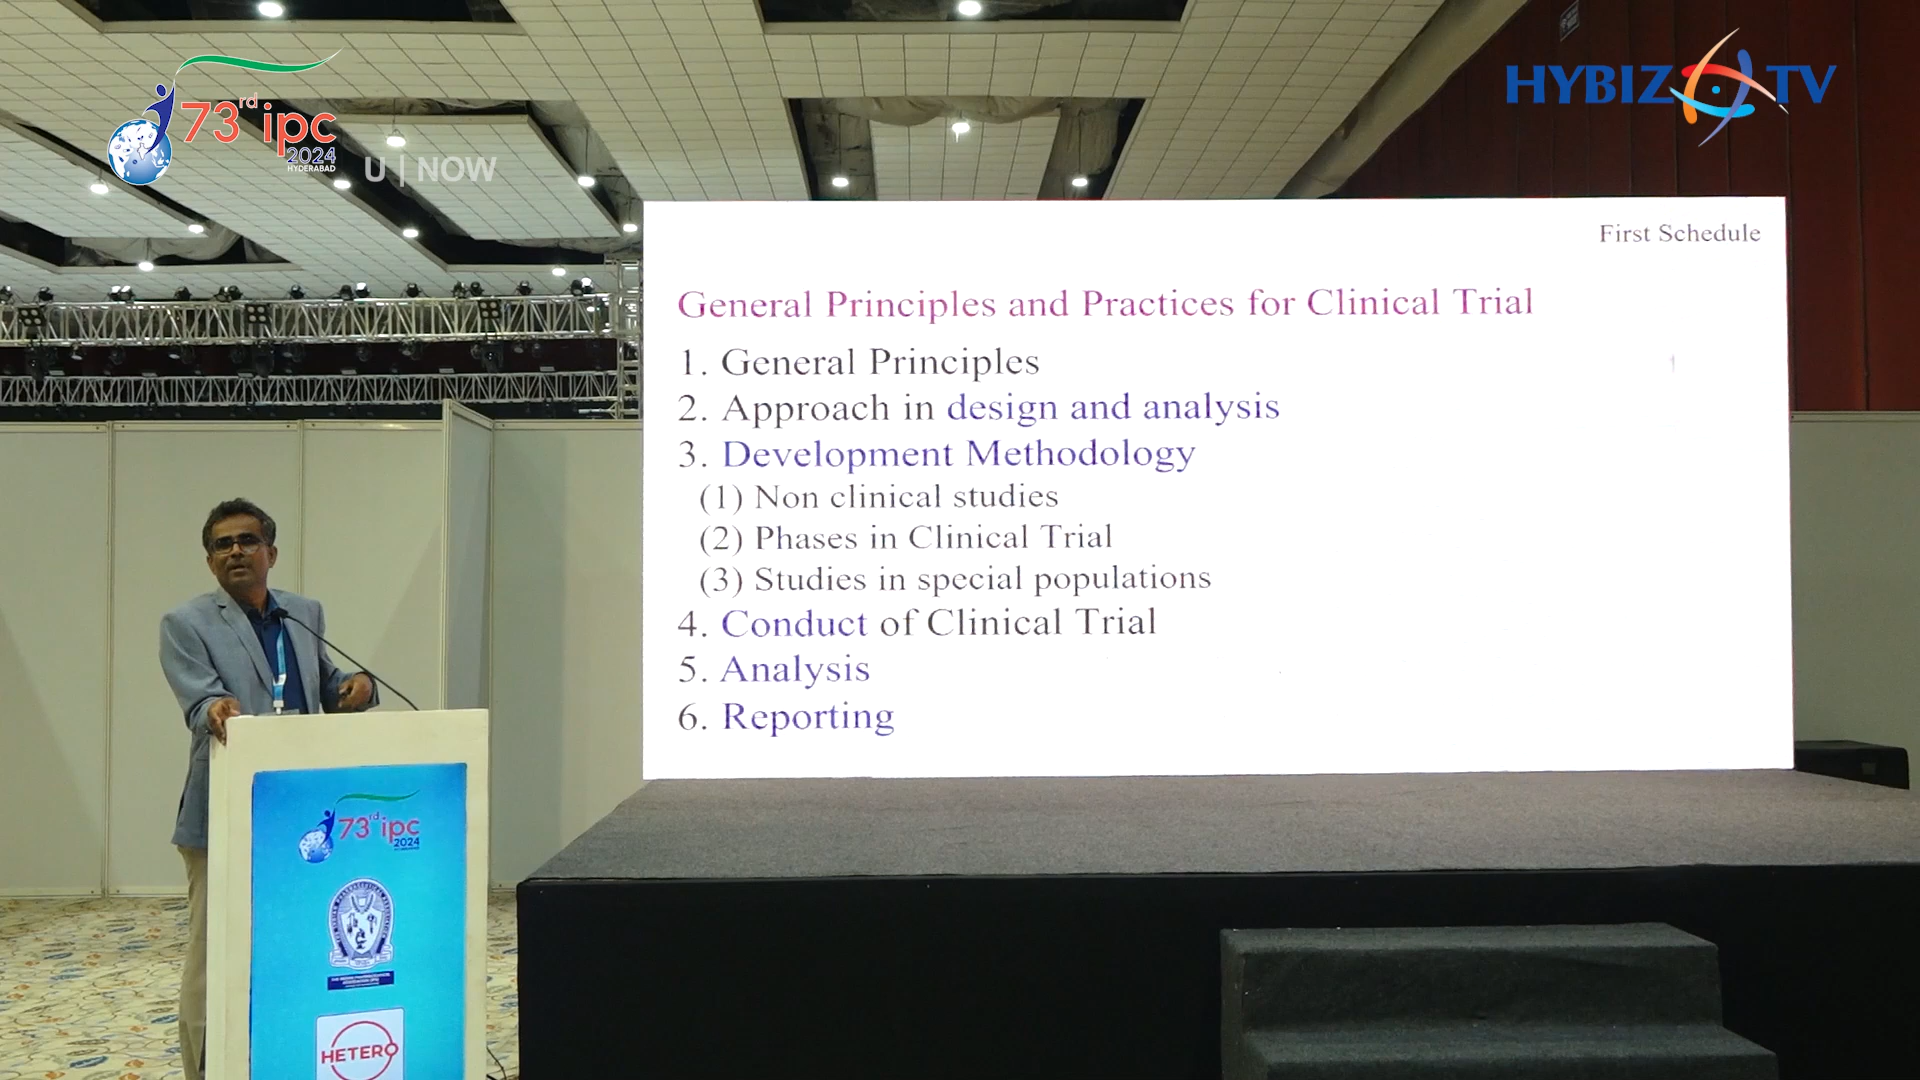 73rd ipc
2024
HYDERABAD
U | NOW
HYBIZ TV
First Schedule
General Principles and Practices for Clinical Trial
1. General Principles
2. Approach in design and analysis
3. Development Methodology
(1) Non clinical studies
(2) Phases in Clinical Trial
(3) Studies in special populations
4. Conduct of Clinical Trial
5. Analysis
6. Reporting
73rd ipc
2024
HETERO